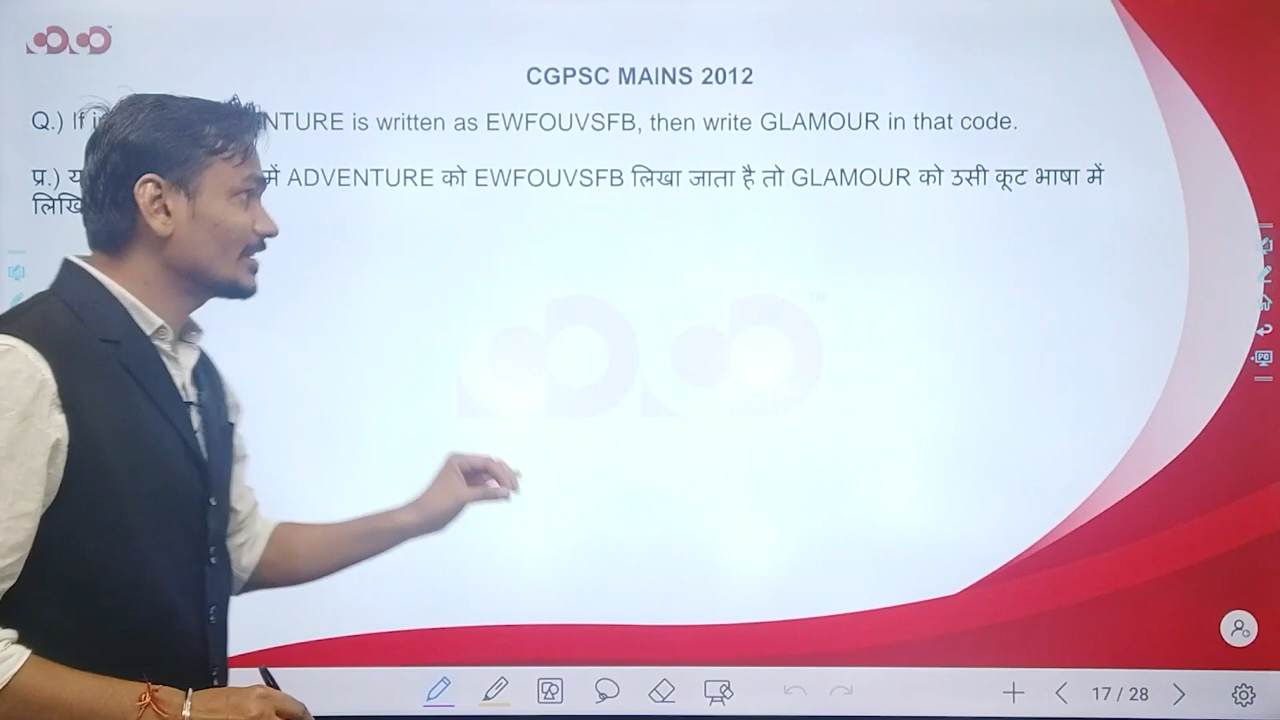 CGPSC MAINS 2012
Q.) If NTURE is written as EWFOUVSFB, then write GLAMOUR in that code.
प्र.) में ADVENTURE को EWFOUVSFB लिखा जाता है तो GLAMOUR को उसी कूट भाषा में
17 / 28